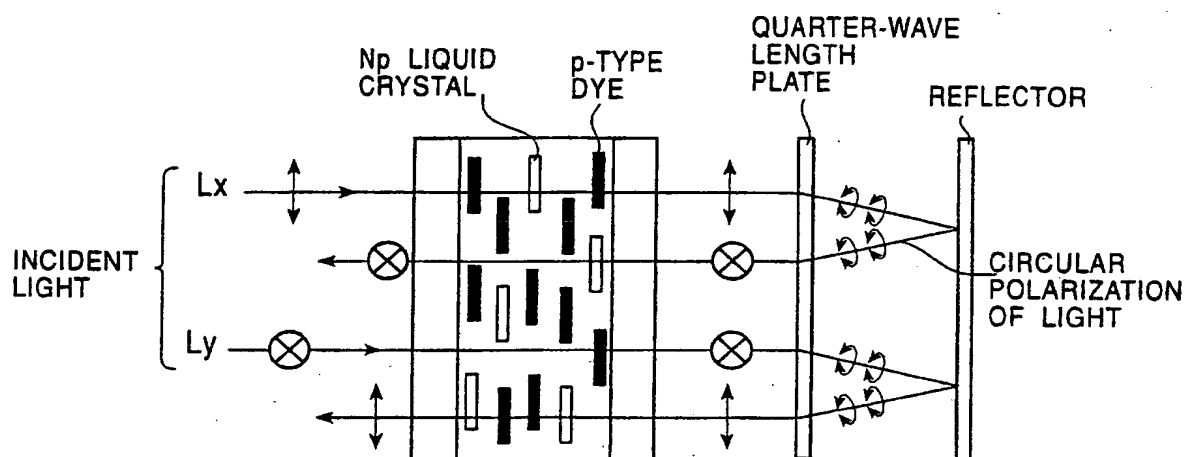 QUARTER-WAVE
LENGTH
PLATE
Np LIQUID
CRYSTAL
p-TYPE
DYE
REFLECTOR
Lx
INCIDENT
LIGHT
CIRCULAR
POLARIZATION
OF LIGHT
Ly